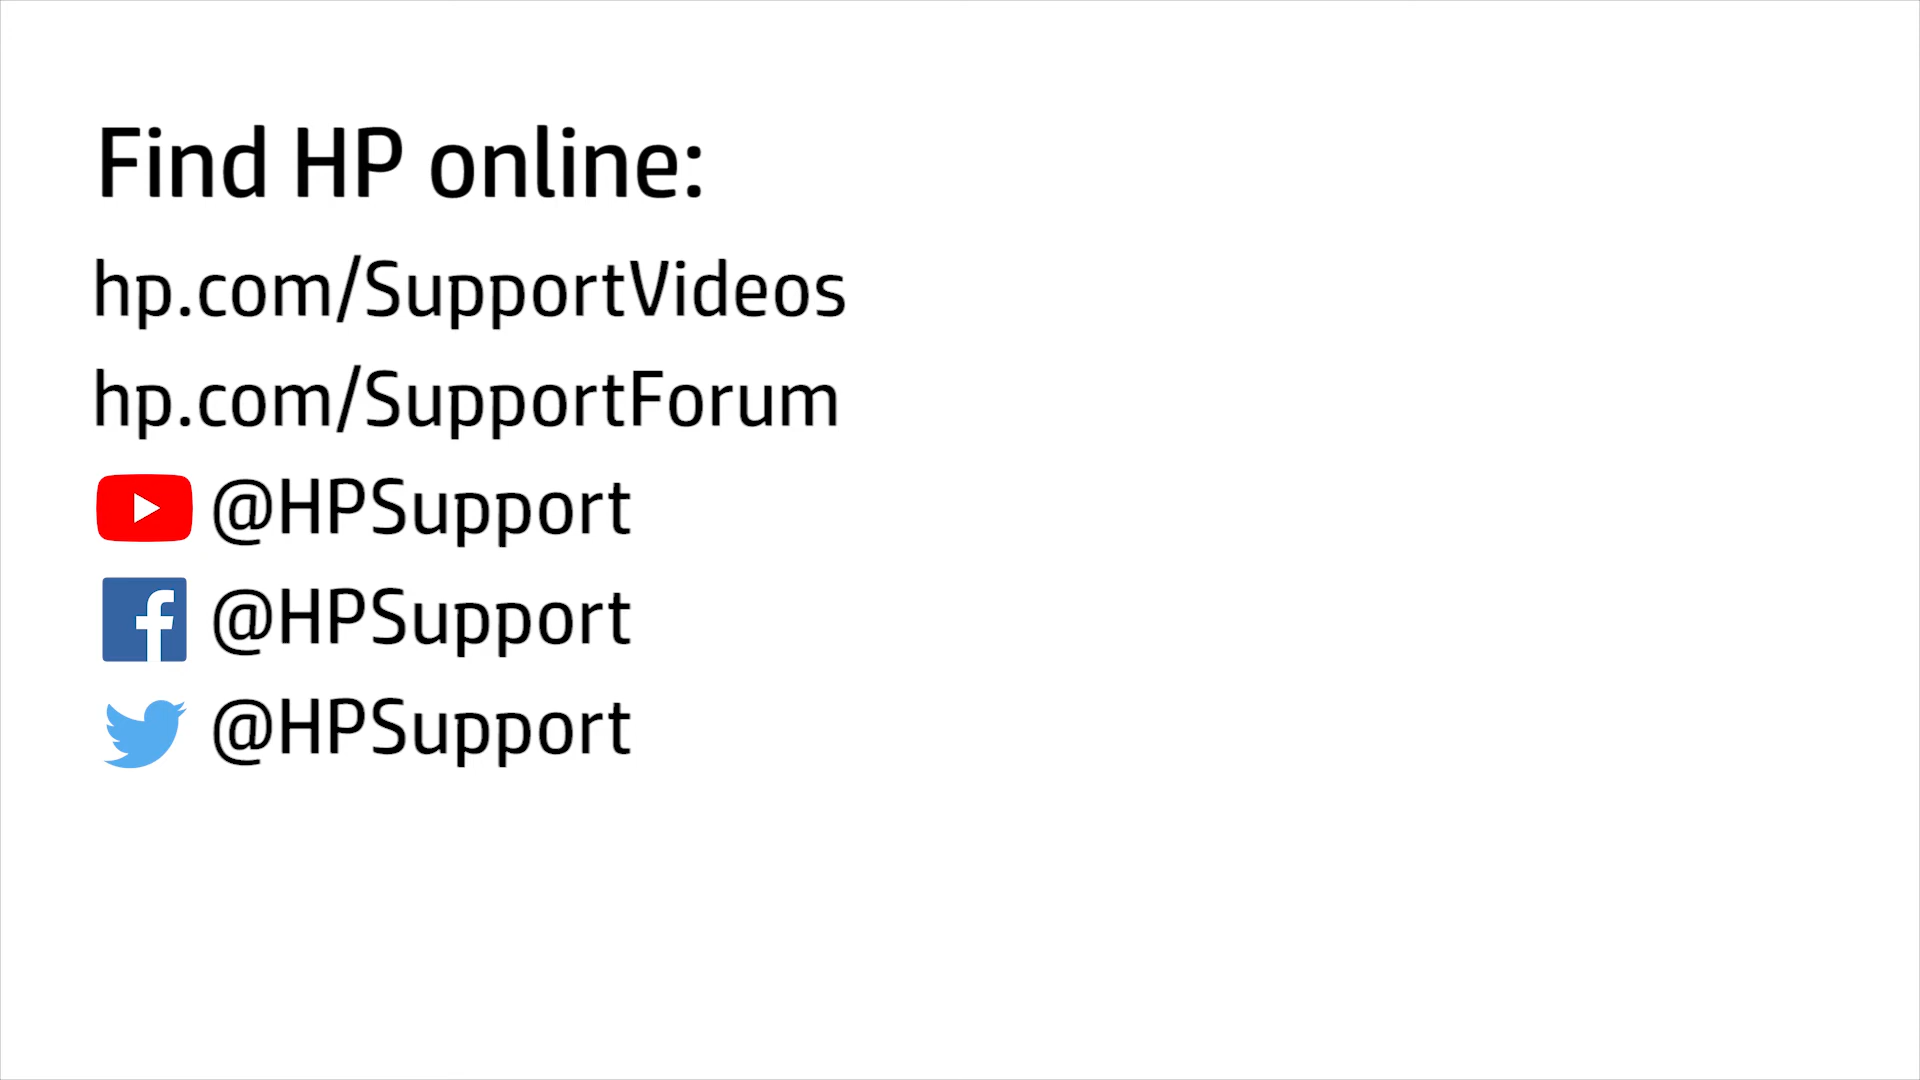 Find HP online:
hp.com/SupportVideos
hp.com/SupportForum
@HPSupport
@HPSupport
@HPSupport